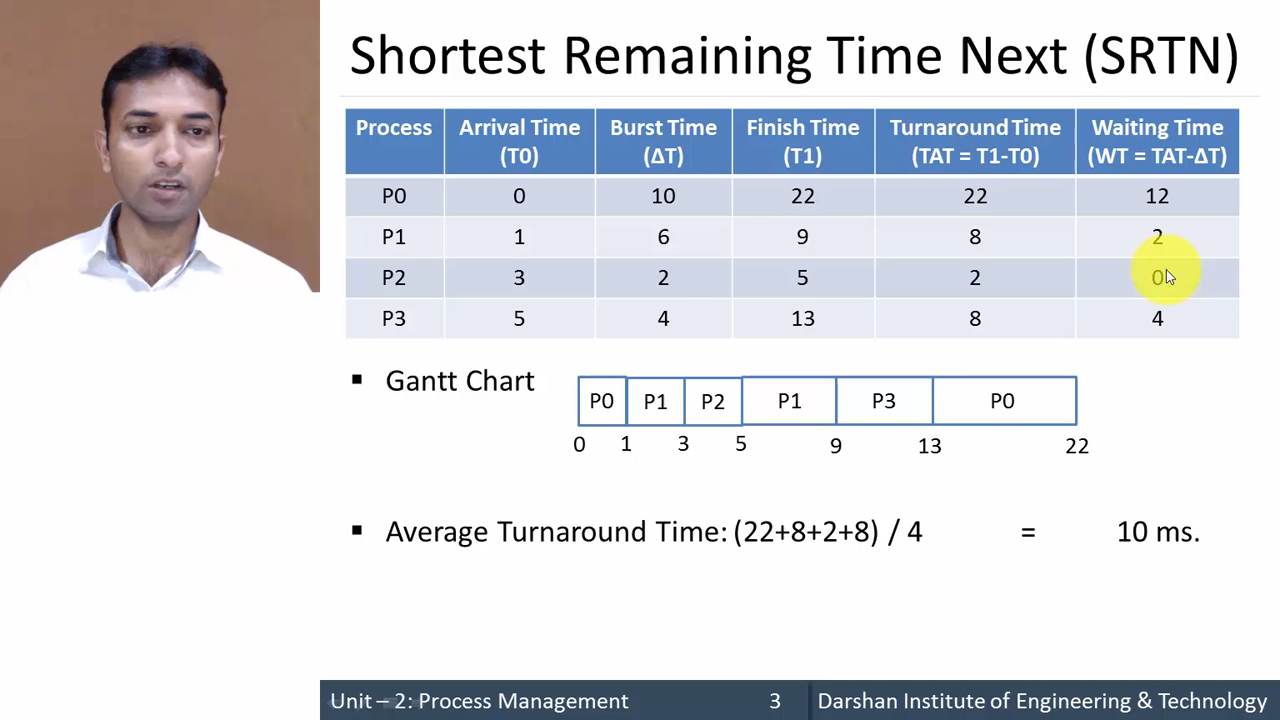 Shortest Remaining Time Next (SRTN)
Process Arrival Time (T0) Burst Time (ΔT) Finish Time (T1) Turnaround Time (TAT = T1-T0) Waiting Time (WT = TAT-ΔT)
P0 0 10 22 22 12
P1 1 6 9 8 2
P2 3 2 5 2 0
P3 5 4 13 8 4
▪ Gantt Chart
P0 P1 P2 P1 P3 P0
0 1 3 5 9 13 22
▪ Average Turnaround Time: (22+8+2+8) / 4 = 10 ms.
Unit – 2: Process Management 3 Darshan Institute of Engineering & Technology